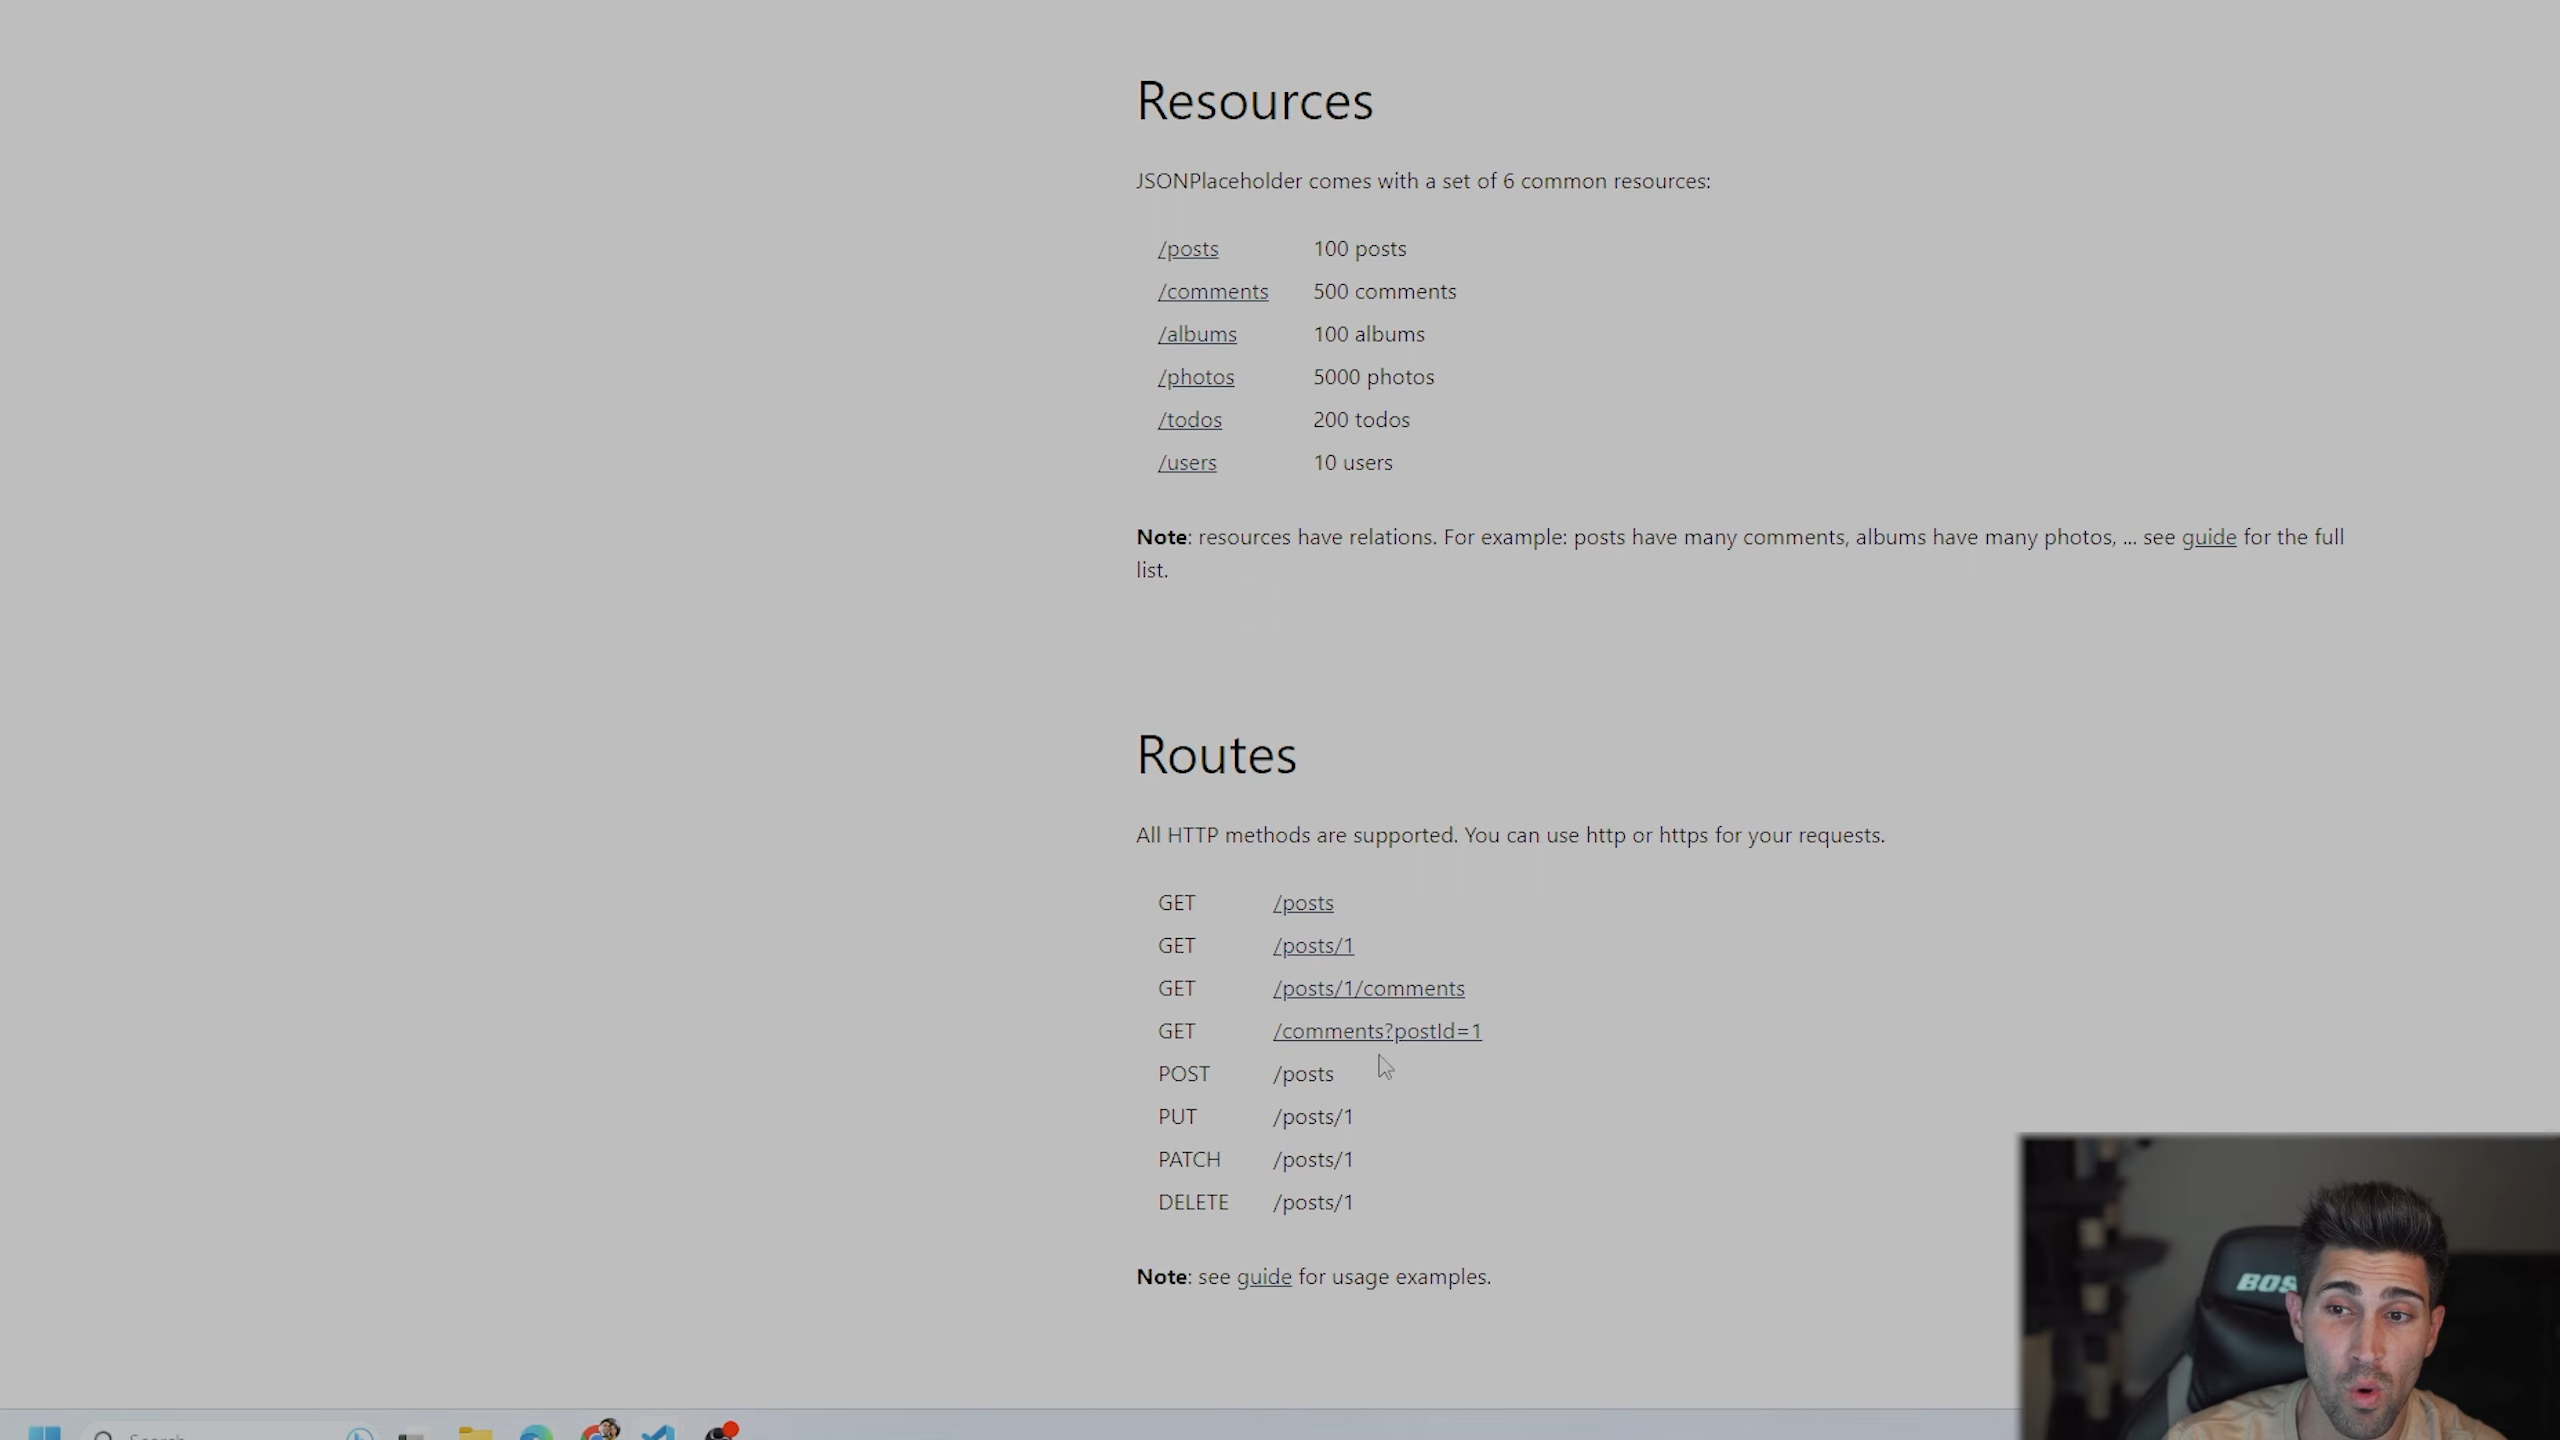 Resources
JSONPlaceholder comes with a set of 6 common resources:
/posts 100 posts
/comments 500 comments
/albums 100 albums
/photos 5000 photos
/todos 200 todos
/users 10 users
Note: resources have relations. For example: posts have many comments, albums have many photos, ... see guide for the full
list.
Routes
All HTTP methods are supported. You can use http or https for your requests.
GET /posts
GET /posts/1
GET /posts/1/comments
GET /comments?postId=1
POST /posts
PUT /posts/1
PATCH /posts/1
DELETE /posts/1
Note: see guide for usage examples.
BOS
Search